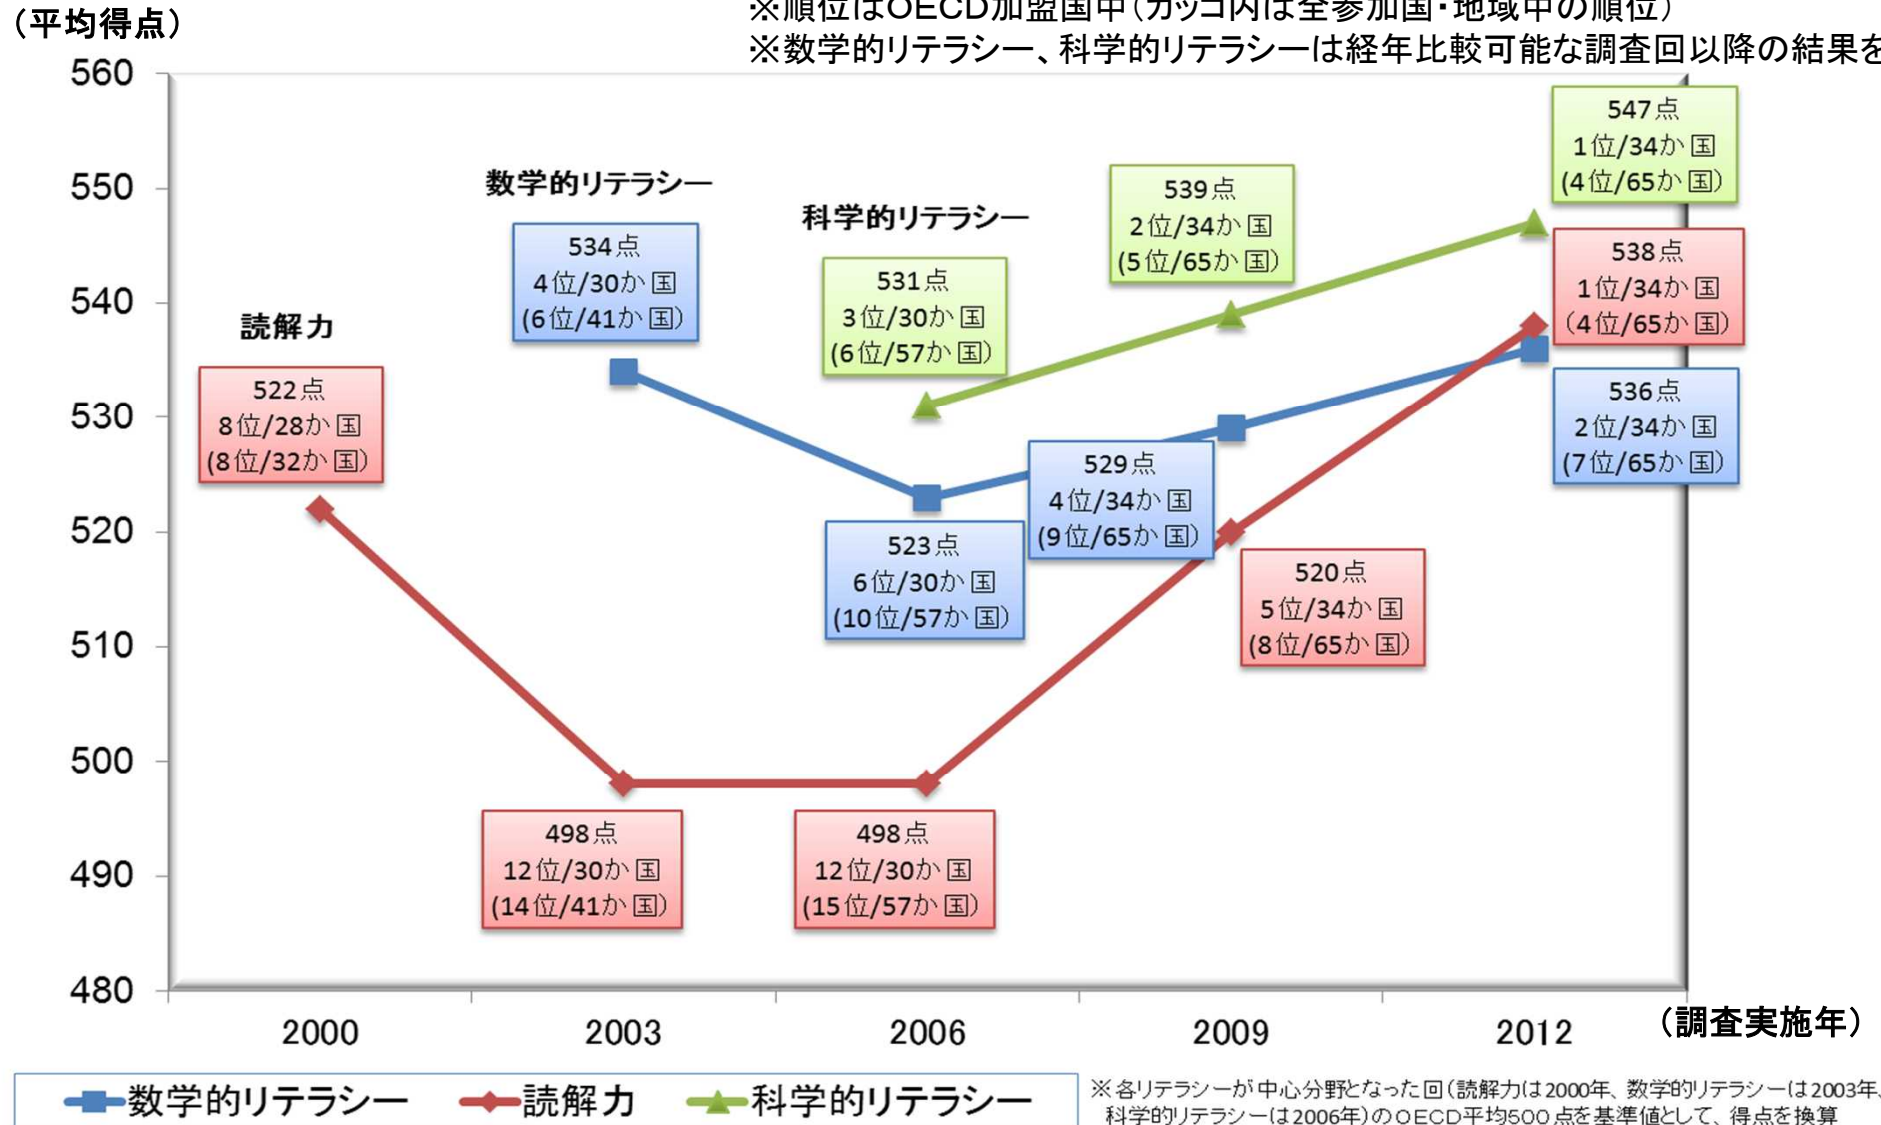 (平均得点)
※順位はOECD加盟国中(カッコ内は全参加国・地域中の順位)
※数学的リテラシー、科学的リテラシーは経年比較可能な調査回以降の結果を
560
550
540
530
520
510
500
490
480
読解力
522点
8位/28か国
(8位/32か国)
数学的リテラシー
534点
4位/30か国
(6位/41か国)
科学的リテラシー
531点
3位/30か国
(6位/57か国)
539点
2位/34か国
(5位/65か国)
547点
1位/34か国
(4位/65か国)
538点
1位/34か国
(4位/65か国)
536点
2位/34か国
(7位/65か国)
529点
4位/34か国
(9位/65か国)
523点
6位/30か国
(10位/57か国)
520点
5位/34か国
(8位/65か国)
498点
12位/30か国
(14位/41か国)
498点
12位/30か国
(15位/57か国)
2000
2003
2006
2009
2012
(調査実施年)
数学的リテラシー
読解力
科学的リテラシー
※各リテラシーが中心分野となった回(読解力は2000年、数学的リテラシーは2003年、
科学的リテラシーは2006年)のOECD平均500点を基準値として、得点を換算